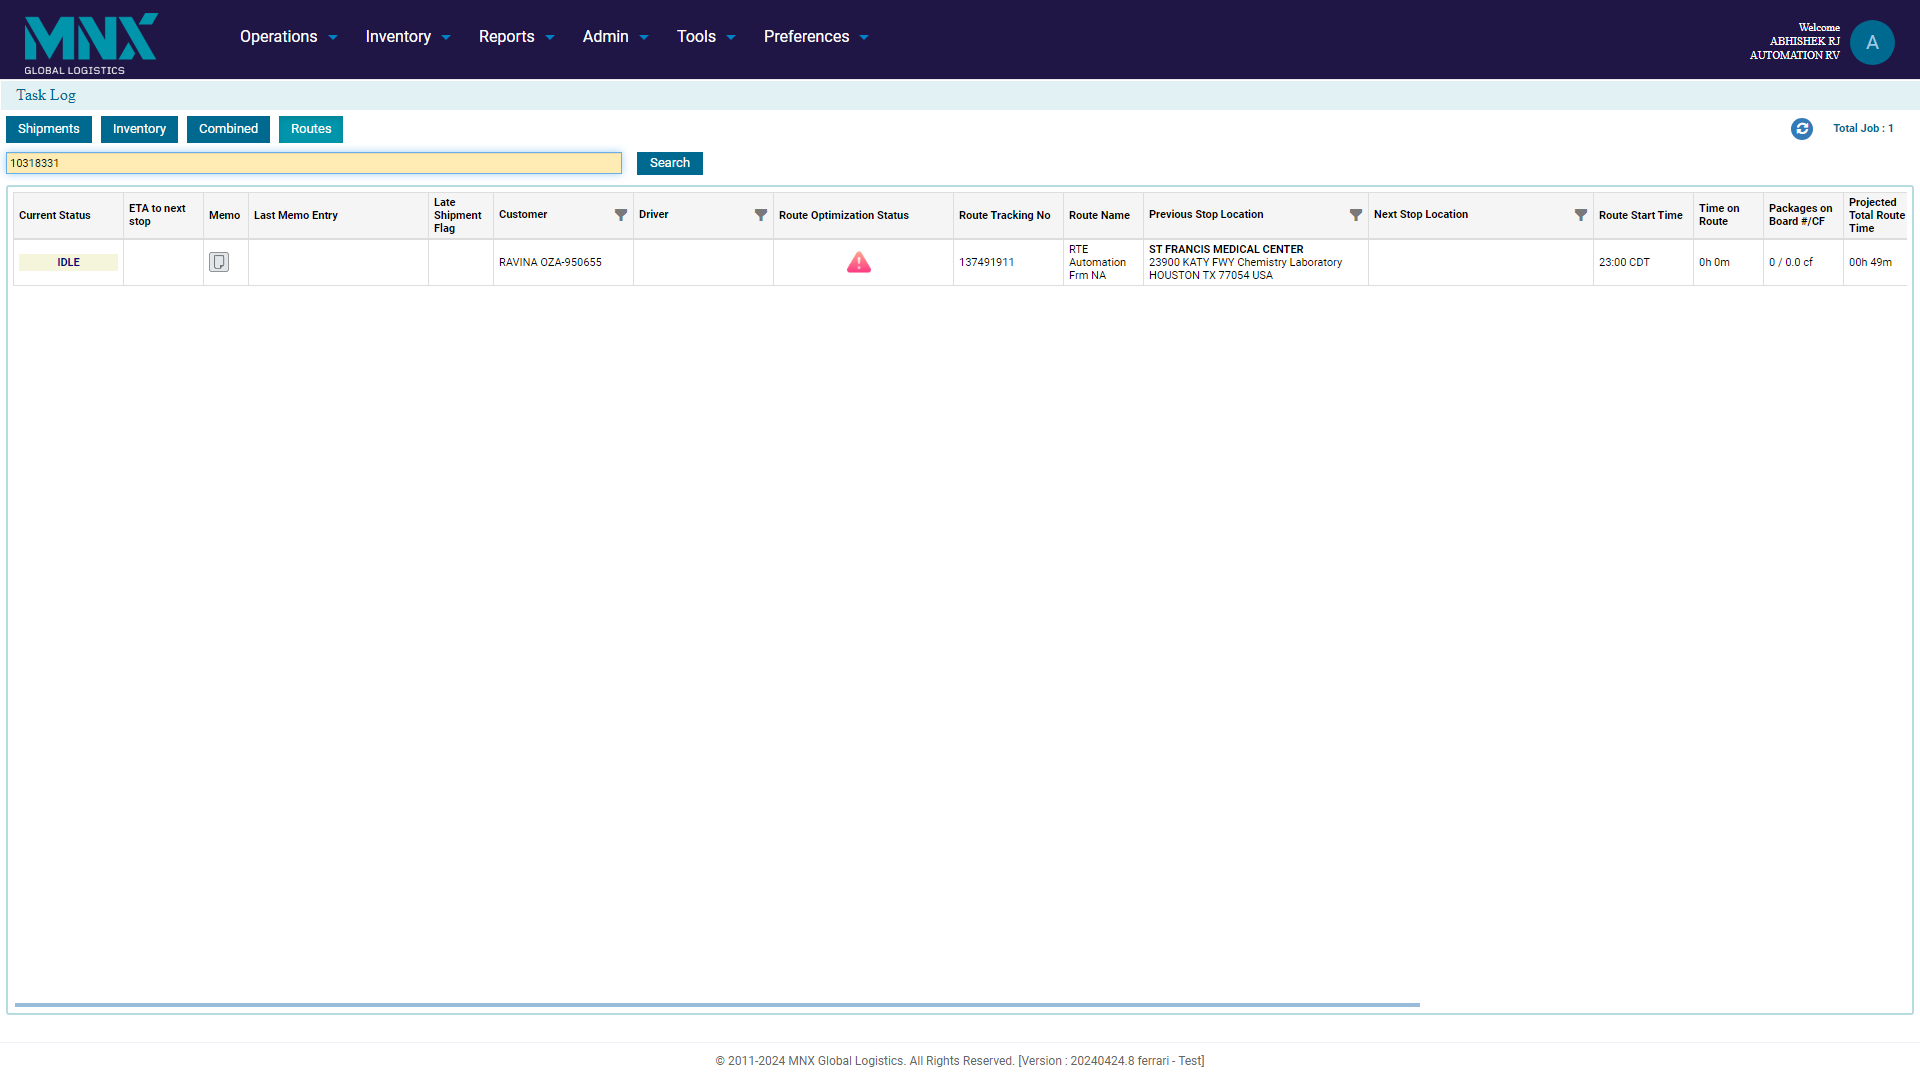 MNX
GLOBAL LOGISTICS
Operations
Inventory
Reports
Admin
Tools
Preferences
Welcome
ABHISHEK RJ
AUTOMATION RV
A
Task Log
Shipments
Inventory
Combined
Routes
Total Job : 1
10318331
Search
Current Status
ETA to next
stop
Memo
Last Memo Entry
Late
Shipment
Flag
Customer
Driver
Route Optimization Status
Route Tracking No
Route Name
Previous Stop Location
Next Stop Location
Route Start Time
Time on
Route
Packages on
Board #/CF
Projected
Total Route
Time
IDLE
RAVINA OZA-950655
137491911
RTE
Automation
Frm NA
ST FRANCIS MEDICAL CENTER
23900 KATY FWY Chemistry Laboratory
HOUSTON TX 77054 USA
23:00 CDT
0h 0m
0 / 0.0 cf
00h 49m
© 2011-2024 MNX Global Logistics. All Rights Reserved. [Version : 20240424.8 ferrari - Test]